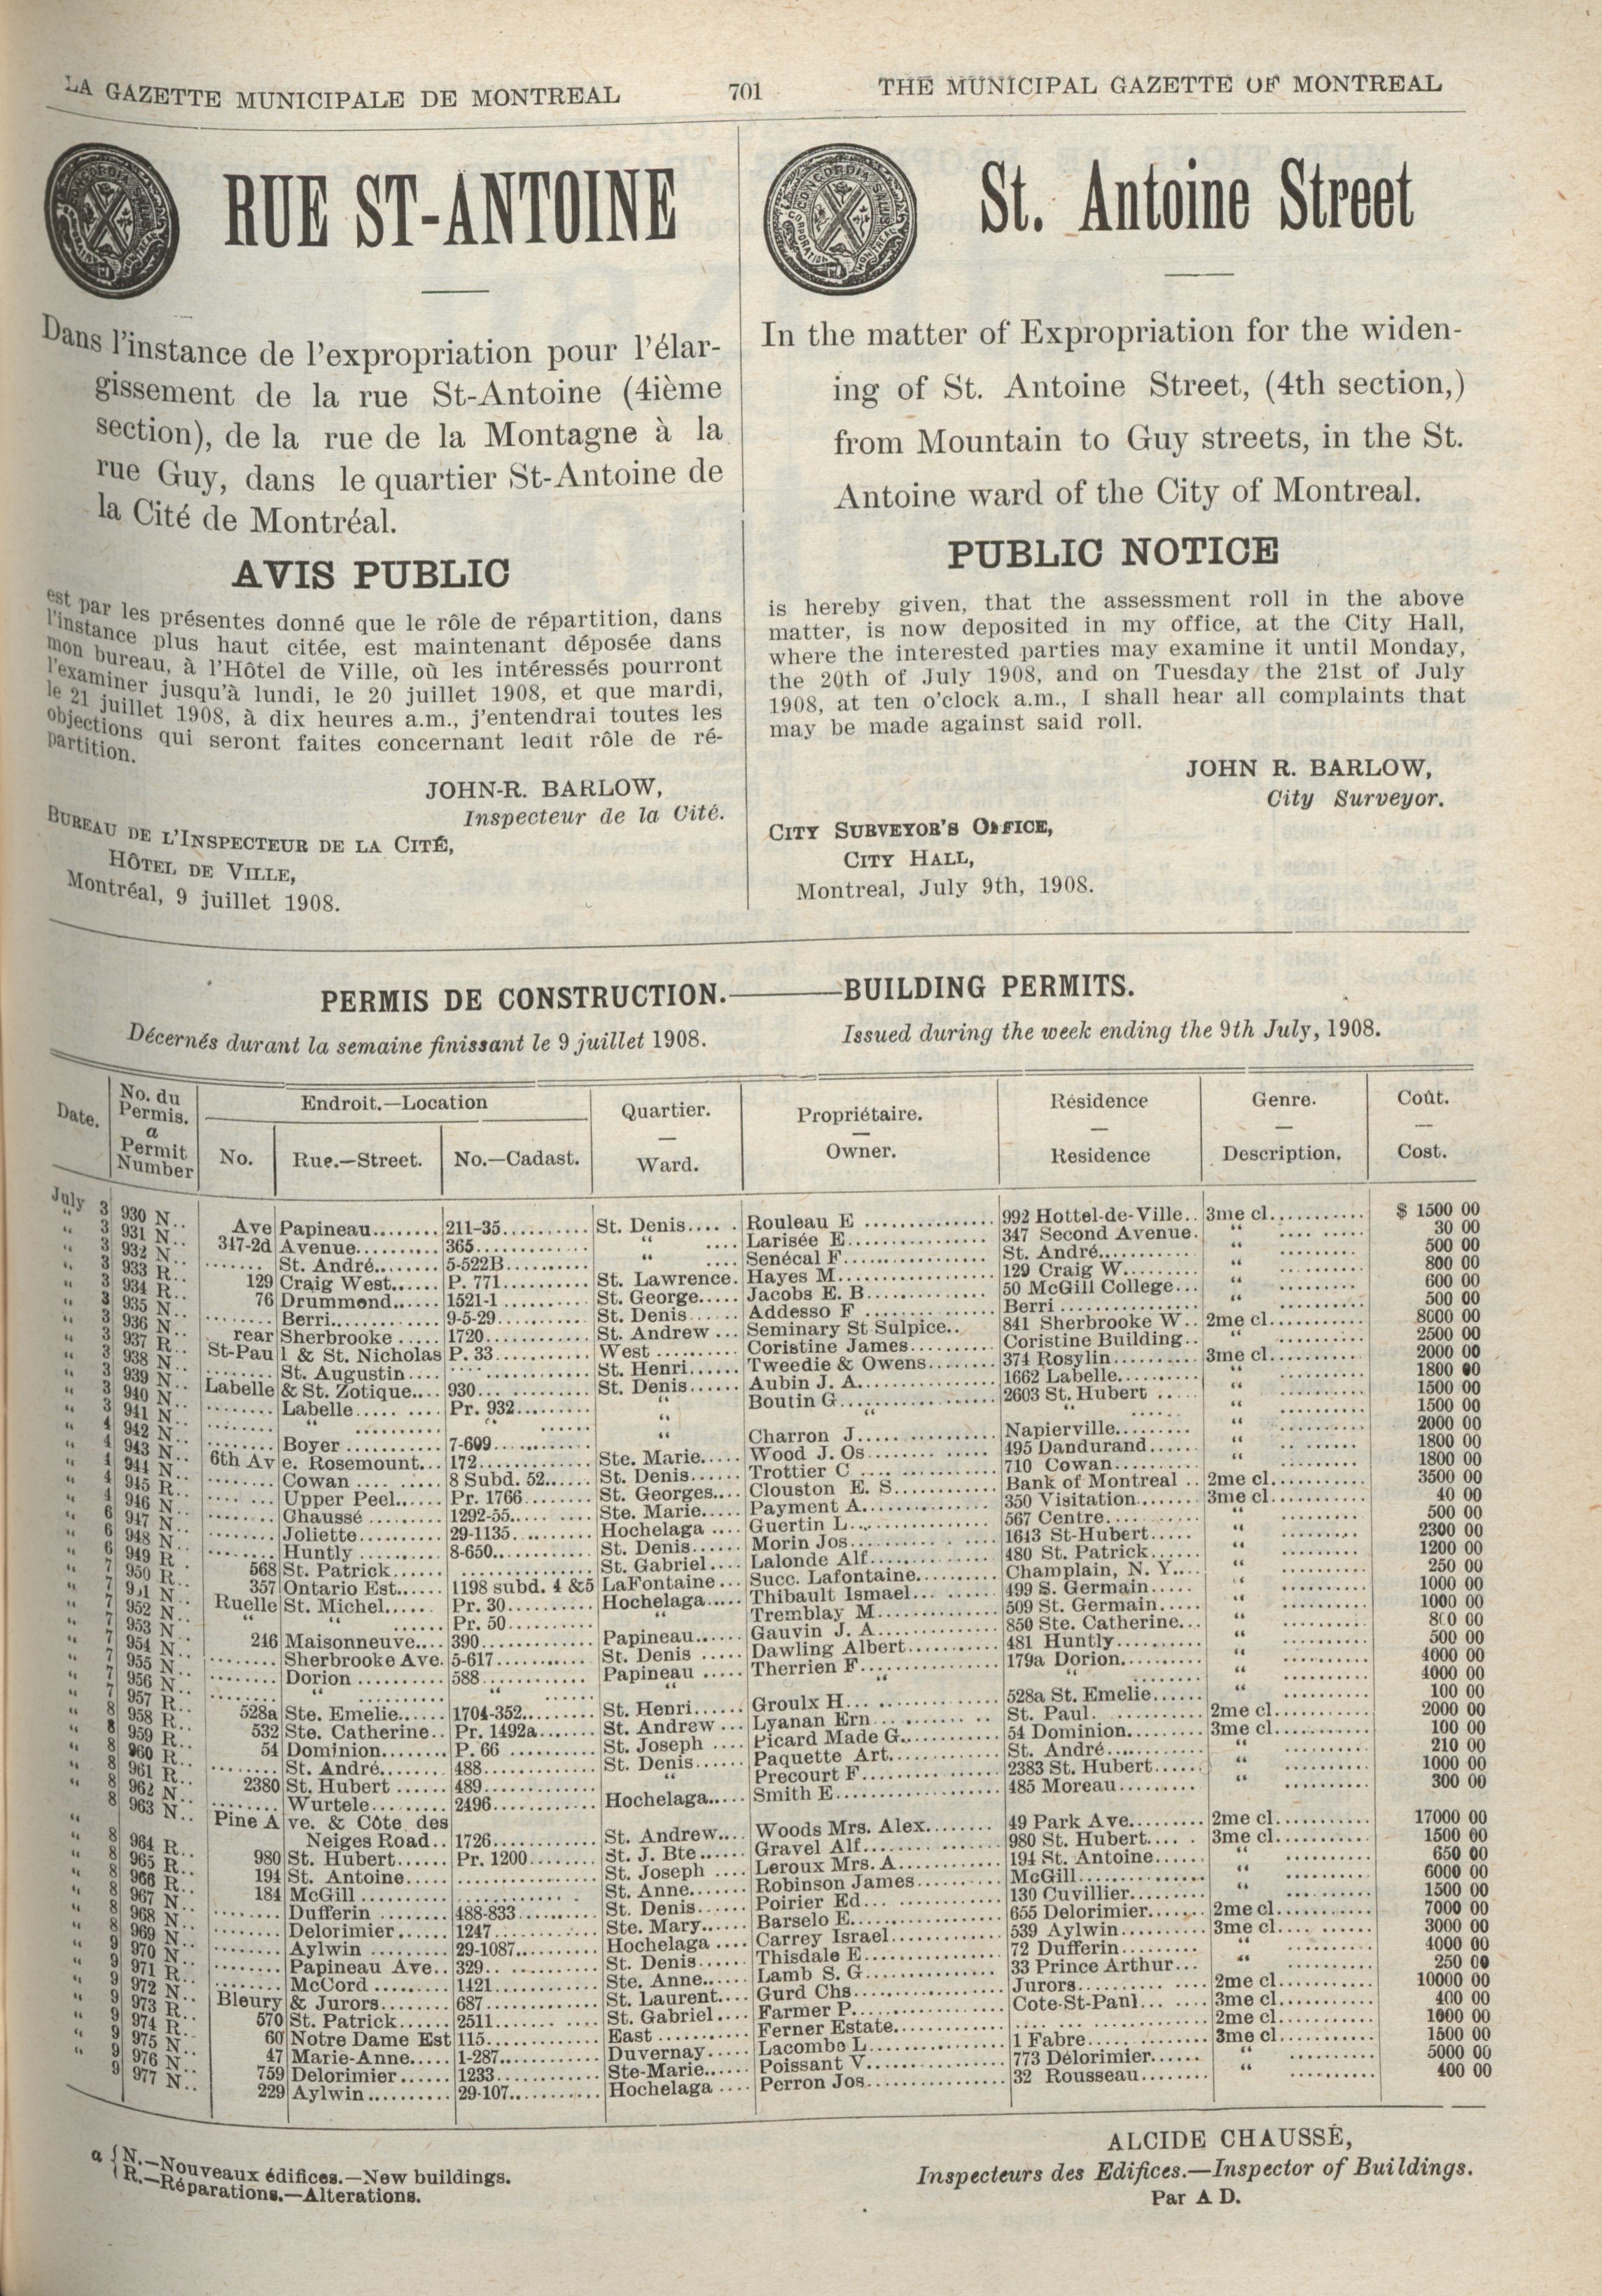 LA GAZETTE MUNICIPALE DE MONTREAL 701 THE MUNICIPAL GAZETTE OF MONTREAL
RUE ST-ANTOINE
Dans l'instance de l'expropriation pour l'élar-
gissement de la rue St-Antoine (4ième
section), de la rue de la Montagne à la
rue Guy, dans le quartier St-Antoine de
la Cité de Montréal.
AVIS PUBLIC
est par les présentes donné que le rôle de répartition, dans
l'instance plus haut citée, est maintenant déposée dans
mon bureau, à l'Hôtel de Ville, où les intéressés pourront
l'examiner jusqu'à lundi, le 20 juillet 1908, et que mardi,
le 21 juillet 1908, à dix heures a.m., j'entendrai toutes les
objections qui seront faites concernant ledit rôle de ré-
partition.
JOHN-R. BARLOW,
Inspecteur de la Cité.
BUREAU DE L'INSPECTEUR DE LA CITÉ,
HÔTEL DE VILLE,
Montréal, 9 juillet 1908.
CONCORDIA SALUS
CORPORATION MONTREAL
St. Antoine Street
In the matter of Expropriation for the widen-
ing of St. Antoine Street, (4th section,)
from Mountain to Guy streets, in the St.
Antoine ward of the City of Montreal.
PUBLIC NOTICE
is hereby given, that the assessment roll in the above
matter, is now deposited in my office, at the City Hall,
where the interested parties may examine it until Monday,
the 20th of July 1908, and on Tuesday the 21st of July
1908, at ten o'clock a.m., I shall hear all complaints that
may be made against said roll.
JOHN R. BARLOW,
City Surveyor.
CITY SURVEYOR'S OFFICE,
CITY HALL,
Montreal, July 9th, 1908.
PERMIS DE CONSTRUCTION.——BUILDING PERMITS.
Décernés durant la semaine finissant le 9 juillet 1908. Issued during the week ending the 9th July, 1908.
Date. No. du Permis. a Permit Number Endroit.—Location No. Rue.—Street. No.—Cadast. Quartier. — Ward. Propriétaire. — Owner. Résidence — Residence Genre. — Description. Coût. — Cost.
July 3 930 N.. Ave Papineau 211-35 St. Denis Rouleau E 992 Hottel-de-Ville 3me cl. $ 1500 00
" 3 931 N.. 347-2d Avenue 365 " Larisée E 347 Second Avenue " 30 00
" 3 932 N St. André 5-522B " Senécal F St. André " 500 00
" 3 933 R 129 Craig West P. 771 St. Lawrence Hayes M 129 Craig W " 800 00
" 3 934 R 76 Drummond 1521-1 St. George Jacobs E. B 50 McGill College " 600 00
" 3 935 N Berri 9-5-29 St. Denis Addesso F Berri " 500 00
" 3 936 N rear Sherbrooke 1720 St. Andrew Seminary St Sulpice 841 Sherbrooke W 2me cl. 8000 00
" 3 937 R St-Paul & St. Nicholas P. 33 West Coristine James Coristine Building " 2500 00
" 3 938 N St. Augustin St. Henri Tweedie & Owens 374 Rosylin 3me cl. 2000 00
" 3 939 N Labelle & St. Zotique 930 St. Denis Aubin J. A. 1662 Labelle " 1800 00
" 3 940 N Labelle Pr. 932 " Boutin G 2603 St. Hubert " 1500 00
" 3 941 N " " " " " " 1500 00
" 4 942 N Boyer 7-609 " Charron J Napierville " 2000 00
" 4 943 N 6th Ave. Rosemount 172 Ste. Marie Wood J. Os 495 Dandurand " 1800 00
" 4 944 N Cowan 8 Subd. 52 St. Denis Trottier C 710 Cowan " 1800 00
" 4 945 R Upper Peel Pr. 1766 St. Georges Clouston E. S Bank of Montreal 2me cl. 3500 00
" 4 946 N Chaussé 1292-55 Ste. Marie Payment A 350 Visitation 3me cl. 40 00
" 6 947 N Joliette 29-1135 Hochelaga Guertin L 567 Centre " 500 00
" 6 948 N Huntly 8-650 St. Denis Morin Jos 1613 St-Hubert " 2300 00
" 6 949 R 568 St. Patrick St. Gabriel Lalonde Alf 480 St. Patrick " 1200 00
" 7 950 R 357 Ontario Est 1198 subd. 4 &5 LaFontaine Succ. Lafontaine Champlain, N. Y. " 250 00
" 7 951 N Ruelle St. Michel Pr. 30 Hochelaga Thibault Ismael 499 S. Germain " 1000 00
" 7 952 N " " Pr. 50 " Tremblay M 509 St. Germain " 1000 00
" 7 953 N 246 Maisonneuve 390 Papineau Gauvin J. A 850 Ste. Catherine " 800 00
" 7 954 N Sherbrooke Ave. 5-617 St. Denis Dawling Albert 481 Huntly " 500 00
" 7 955 N Dorion 588 Papineau Therrien F 179a Dorion " 4000 00
" 7 956 N " " " " " " 4000 00
" 7 957 R 528a Ste. Emelie 1704-352 St. Henri Groulx H 528a St. Emelie " 100 00
" 8 958 R 532 Ste. Catherine Pr. 1492a St. Andrew Lyanan Ern St. Paul 2me cl. 2000 00
" 8 959 R 54 Dominion P. 66 St. Joseph Picard Made G. 54 Dominion 3me cl. 100 00
" 8 960 R St. André 488 St. Denis Paquette Art. St. André " 210 00
" 8 961 R 2380 St. Hubert 489 " Precourt F 2383 St. Hubert " 1000 00
" 8 962 N Wurtele 2496 Hochelaga Smith E 485 Moreau " 300 00
" 8 963 N Pine Ave. & Côte des
Neiges Road 1726 St. Andrew Woods Mrs. Alex. 49 Park Ave. 2me cl. 17000 00
" 8 964 R 980 St. Hubert Pr. 1200 St. J. Bte Gravel Alf 980 St. Hubert 3me cl. 1500 00
" 8 965 R 194 St. Antoine St. Joseph Leroux Mrs. A 194 St. Antoine " 650 00
" 8 966 R 184 McGill St. Anne Robinson James McGill " 6000 00
" 8 967 N Dufferin 488-833 St. Denis Poirier Ed 130 Cuvillier " 1500 00
" 8 968 N Delorimier 1247 Ste. Mary Barselo E 655 Delorimier 2me cl. 7000 00
" 8 969 N Aylwin 29-1087 Hochelaga Carrey Israel 539 Aylwin 3me cl. 3000 00
" 9 970 N Papineau Ave. 329 St. Denis Thisdale E 72 Dufferin " 4000 00
" 9 971 R McCord 1421 Ste. Anne Lamb S. G 33 Prince Arthur " 250 00
" 9 972 N Bleury & Jurors 687 St. Laurent Gurd Chs Jurors 2me cl. 10000 00
" 9 973 R 570 St. Patrick 2511 St. Gabriel Farmer P. Cote-St-Paul 3me cl. 400 00
" 9 974 R 60 Notre Dame Est 115 East Ferner Estate 2me cl. 1000 00
" 9 975 N 47 Marie-Anne 1-287 Duvernay Lacombe L 1 Fabre 3me cl. 1500 00
" 9 976 N 759 Delorimier 1233 Ste-Marie Poissant V. 773 Délorimier " 5000 00
9 977 N 229 Aylwin 29-107 Hochelaga Perron Jos 32 Rousseau " 400 00
a { N.—Nouveaux édifices.—New buildings.
R.—Réparations.—Alterations.
ALCIDE CHAUSSÉ,
Inspecteurs des Edifices.—Inspector of Buildings.
Par A D.